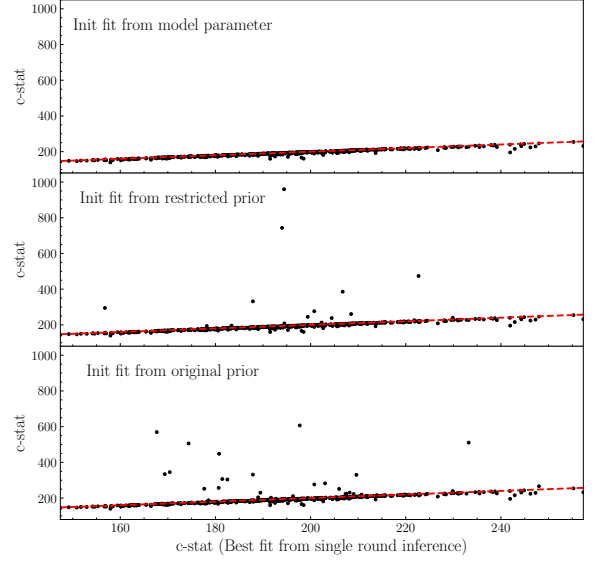 1000
800
600
400
200
c-stat
Init fit from model parameter
1000
800
600
400
200
c-stat
Init fit from restricted prior
1000
800
600
400
200
c-stat
Init fit from original prior
160 180 200 220 240
c-stat (Best fit from single round inference)